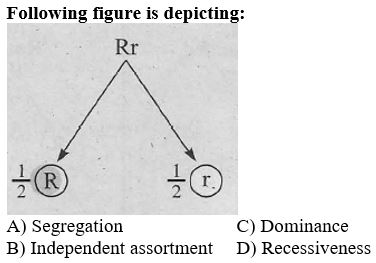 Following figure is depicting:
Rr
1/2 R
1/2 r.
A) Segregation C) Dominance
B) Independent assortment D) Recessiveness